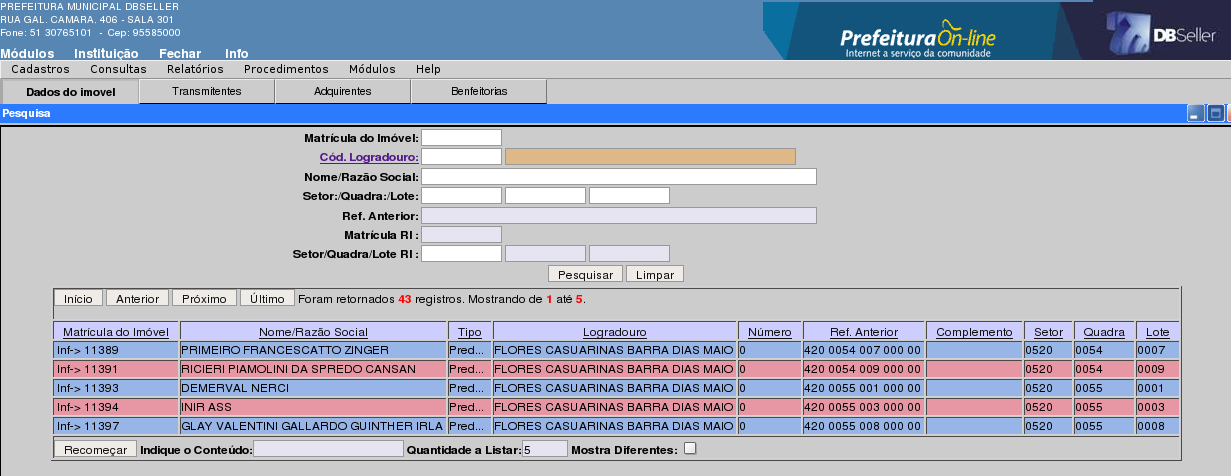 PREFEITURA MUNICIPAL DBSELLER
RUA GAL. CAMARA. 406 - SALA 301
Fone: 51 30765101 - Cep: 95585000
Módulos Instituição Fechar Info
PrefeituraOn-line
Internet a serviço da comunidade
DBSeller
Cadastros Consultas Relatórios Procedimentos Módulos Help
Dados do imovel Transmitentes Adquirentes Benfeitorias
Pesquisa
Matrícula do Imóvel:
Cód. Logradouro:
Nome/Razão Social:
Setor:/Quadra:/Lote:
Ref. Anterior:
Matrícula RI :
Setor/Quadra/Lote RI :
Pesquisar Limpar
Início Anterior Próximo Último Foram retornados 43 registros. Mostrando de 1 até 5.
Matrícula do Imóvel Nome/Razão Social Tipo Logradouro Número Ref. Anterior Complemento Setor Quadra Lote
Inf-> 11389 PRIMEIRO FRANCESCATTO ZINGER Pred... FLORES CASUARINAS BARRA DIAS MAIO 0 420 0054 007 000 00 0520 0054 0007
Inf-> 11391 RICIERI PIAMOLINI DA SPREDO CANSAN Pred... FLORES CASUARINAS BARRA DIAS MAIO 0 420 0054 009 000 00 0520 0054 0009
Inf-> 11393 DEMERVAL NERCI Pred... FLORES CASUARINAS BARRA DIAS MAIO 0 420 0055 001 000 00 0520 0055 0001
Inf-> 11394 INIR ASS Pred... FLORES CASUARINAS BARRA DIAS MAIO 0 420 0055 003 000 00 0520 0055 0003
Inf-> 11397 GLAY VALENTINI GALLARDO GUINTHER IRLA Pred... FLORES CASUARINAS BARRA DIAS MAIO 0 420 0055 008 000 00 0520 0055 0008
Recomeçar Indique o Conteúdo: Quantidade a Listar: 5 Mostra Diferentes: